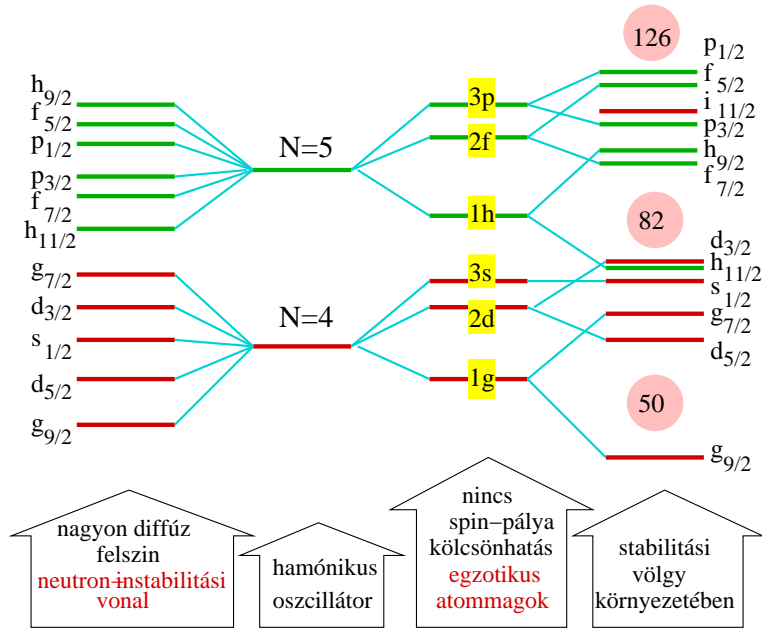 h9/2
f5/2
p1/2
p3/2
f7/2
h11/2
g7/2
d3/2
s1/2
d5/2
g9/2
N=5
N=4
3p
2f
1h
3s
2d
1g
126
82
50
p1/2
f5/2
i11/2
p3/2
h9/2
f7/2
d3/2
h11/2
s1/2
g7/2
d5/2
g9/2
nagyon diffúz
felszin
neutron-instabilitási
vonal
hamónikus
oszcillátor
nincs
spin-pálya
kölcsönhatás
egzotikus
atommagok
stabilitási
völgy
környezetében